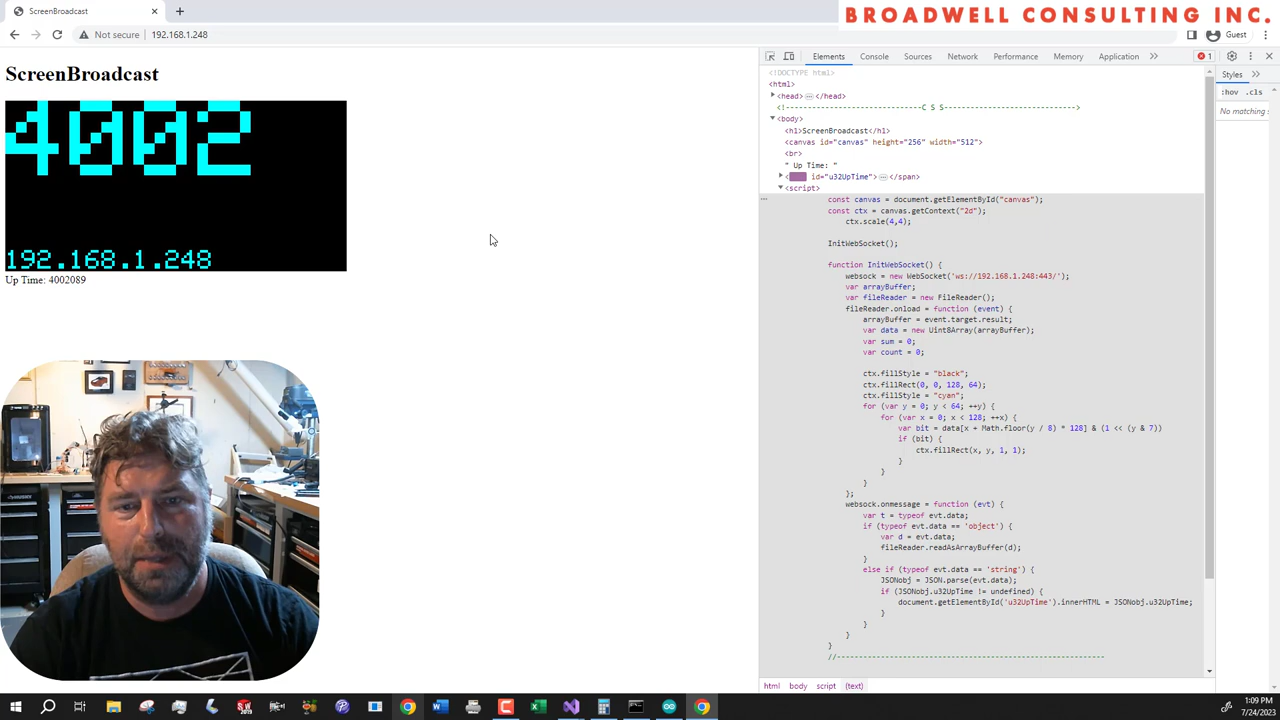 ScreenBroadcast
BROADWELL CONSULTING INC.
Not secure
192.168.1.248
Guest
ScreenBroadcast
4002
192.168.1.248
Up Time: 4002089
Elements
Console
Sources
Network
Performance
Memory
Application
1
Styles
:hov .cls
No matching s
<!DOCTYPE html>
<html>
<head> … </head>
<!-----------------------------C S S----------------------------->
<body>
<h1>ScreenBroadcast</h1>
<canvas id="canvas" height="256" width="512">
<br>
" Up Time: "
< id="u32UpTime"> … </span>
<script>
const canvas = document.getElementById("canvas");
const ctx = canvas.getContext("2d");
ctx.scale(4,4);
InitWebSocket();
function InitWebSocket() {
websock = new WebSocket('ws://192.168.1.248:443/');
var arrayBuffer;
var fileReader = new FileReader();
fileReader.onload = function (event) {
arrayBuffer = event.target.result;
var data = new Uint8Array(arrayBuffer);
var sum = 0;
var count = 0;
ctx.fillStyle = "black";
ctx.fillRect(0, 0, 128, 64);
ctx.fillStyle = "cyan";
for (var y = 0; y < 64; ++y) {
for (var x = 0; x < 128; ++x) {
var bit = data[x + Math.floor(y / 8) * 128] & (1 << (y & 7))
if (bit) {
ctx.fillRect(x, y, 1, 1);
}
}
}
};
websock.onmessage = function (evt) {
var t = typeof evt.data;
if (typeof evt.data == 'object') {
var d = evt.data;
fileReader.readAsArrayBuffer(d);
}
else if (typeof evt.data == 'string') {
JSONobj = JSON.parse(evt.data);
if (JSONobj.u32UpTime != undefined) {
document.getElementById('u32UpTime').innerHTML = JSONobj.u32UpTime;
}
}
}
}
//-----------------------------------------------------------
html
body
script
(text)
1:09 PM
7/24/2023